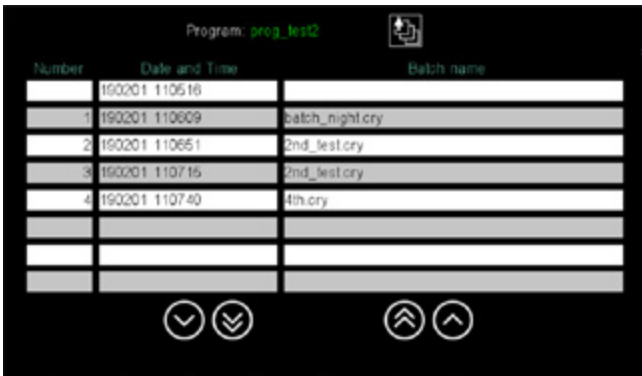 Program: prog_test2
Number Date and Time Batch name
190201 110516
1 190201 110609 batch_night.cry
2 190201 110651 2nd_test.cry
3 190201 110715 2nd_test.cry
4 190201 110740 4th.cry